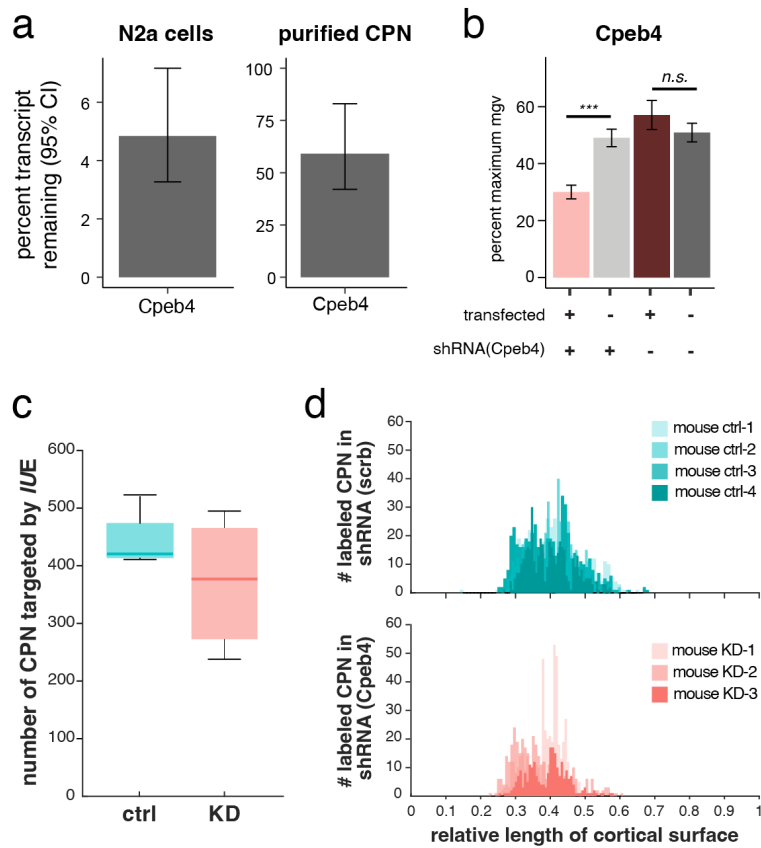 a
N2a cells
purified CPN
percent transcript
remaining (95% CI)
6
4
2
0
Cpeb4
100
75
50
25
0
Cpeb4
b
Cpeb4
percent maximum mgv
60
40
20
0
***
n.s.
transfected + - + -
shRNA(Cpeb4) + + - -
c
number of CPN targeted by IUE
600
500
400
300
200
100
0
ctrl KD
d
# labeled CPN in
shRNA (scrb)
60
50
40
30
20
10
0
mouse ctrl-1
mouse ctrl-2
mouse ctrl-3
mouse ctrl-4
# labeled CPN in
shRNA (Cpeb4)
60
50
40
30
20
10
0
mouse KD-1
mouse KD-2
mouse KD-3
0 0.1 0.2 0.3 0.4 0.5 0.6 0.7 0.8 0.9 1
relative length of cortical surface